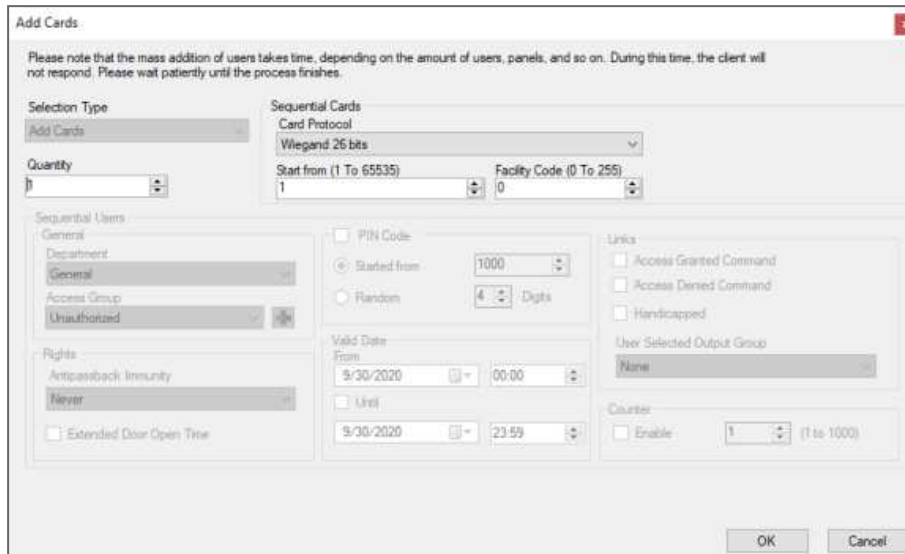 Add Cards
Please note that the mass addition of users takes time, depending on the amount of users, panels, and so on. During this time, the client will
not respond. Please wait patiently until the process finishes.
Selection Type
Add Cards
Quantity
1
Sequential Cards
Card Protocol
Wiegand 26 bits
Start from (1 To 65535)
Facility Code (0 To 255)
1
0
Sequential Users
General
Department
General
Access Group
Unauthorized
Rights
Antipassback Immunity
Never
Extended Door Open Time
PIN Code
Started from
1000
Random
4
Digits
Valid Date
From
9/30/2020
00:00
Until
9/30/2020
23:59
Links
Access Granted Command
Access Denied Command
Handicapped
User Selected Output Group
None
Counter
Enable
1
(1 to 1000)
OK
Cancel